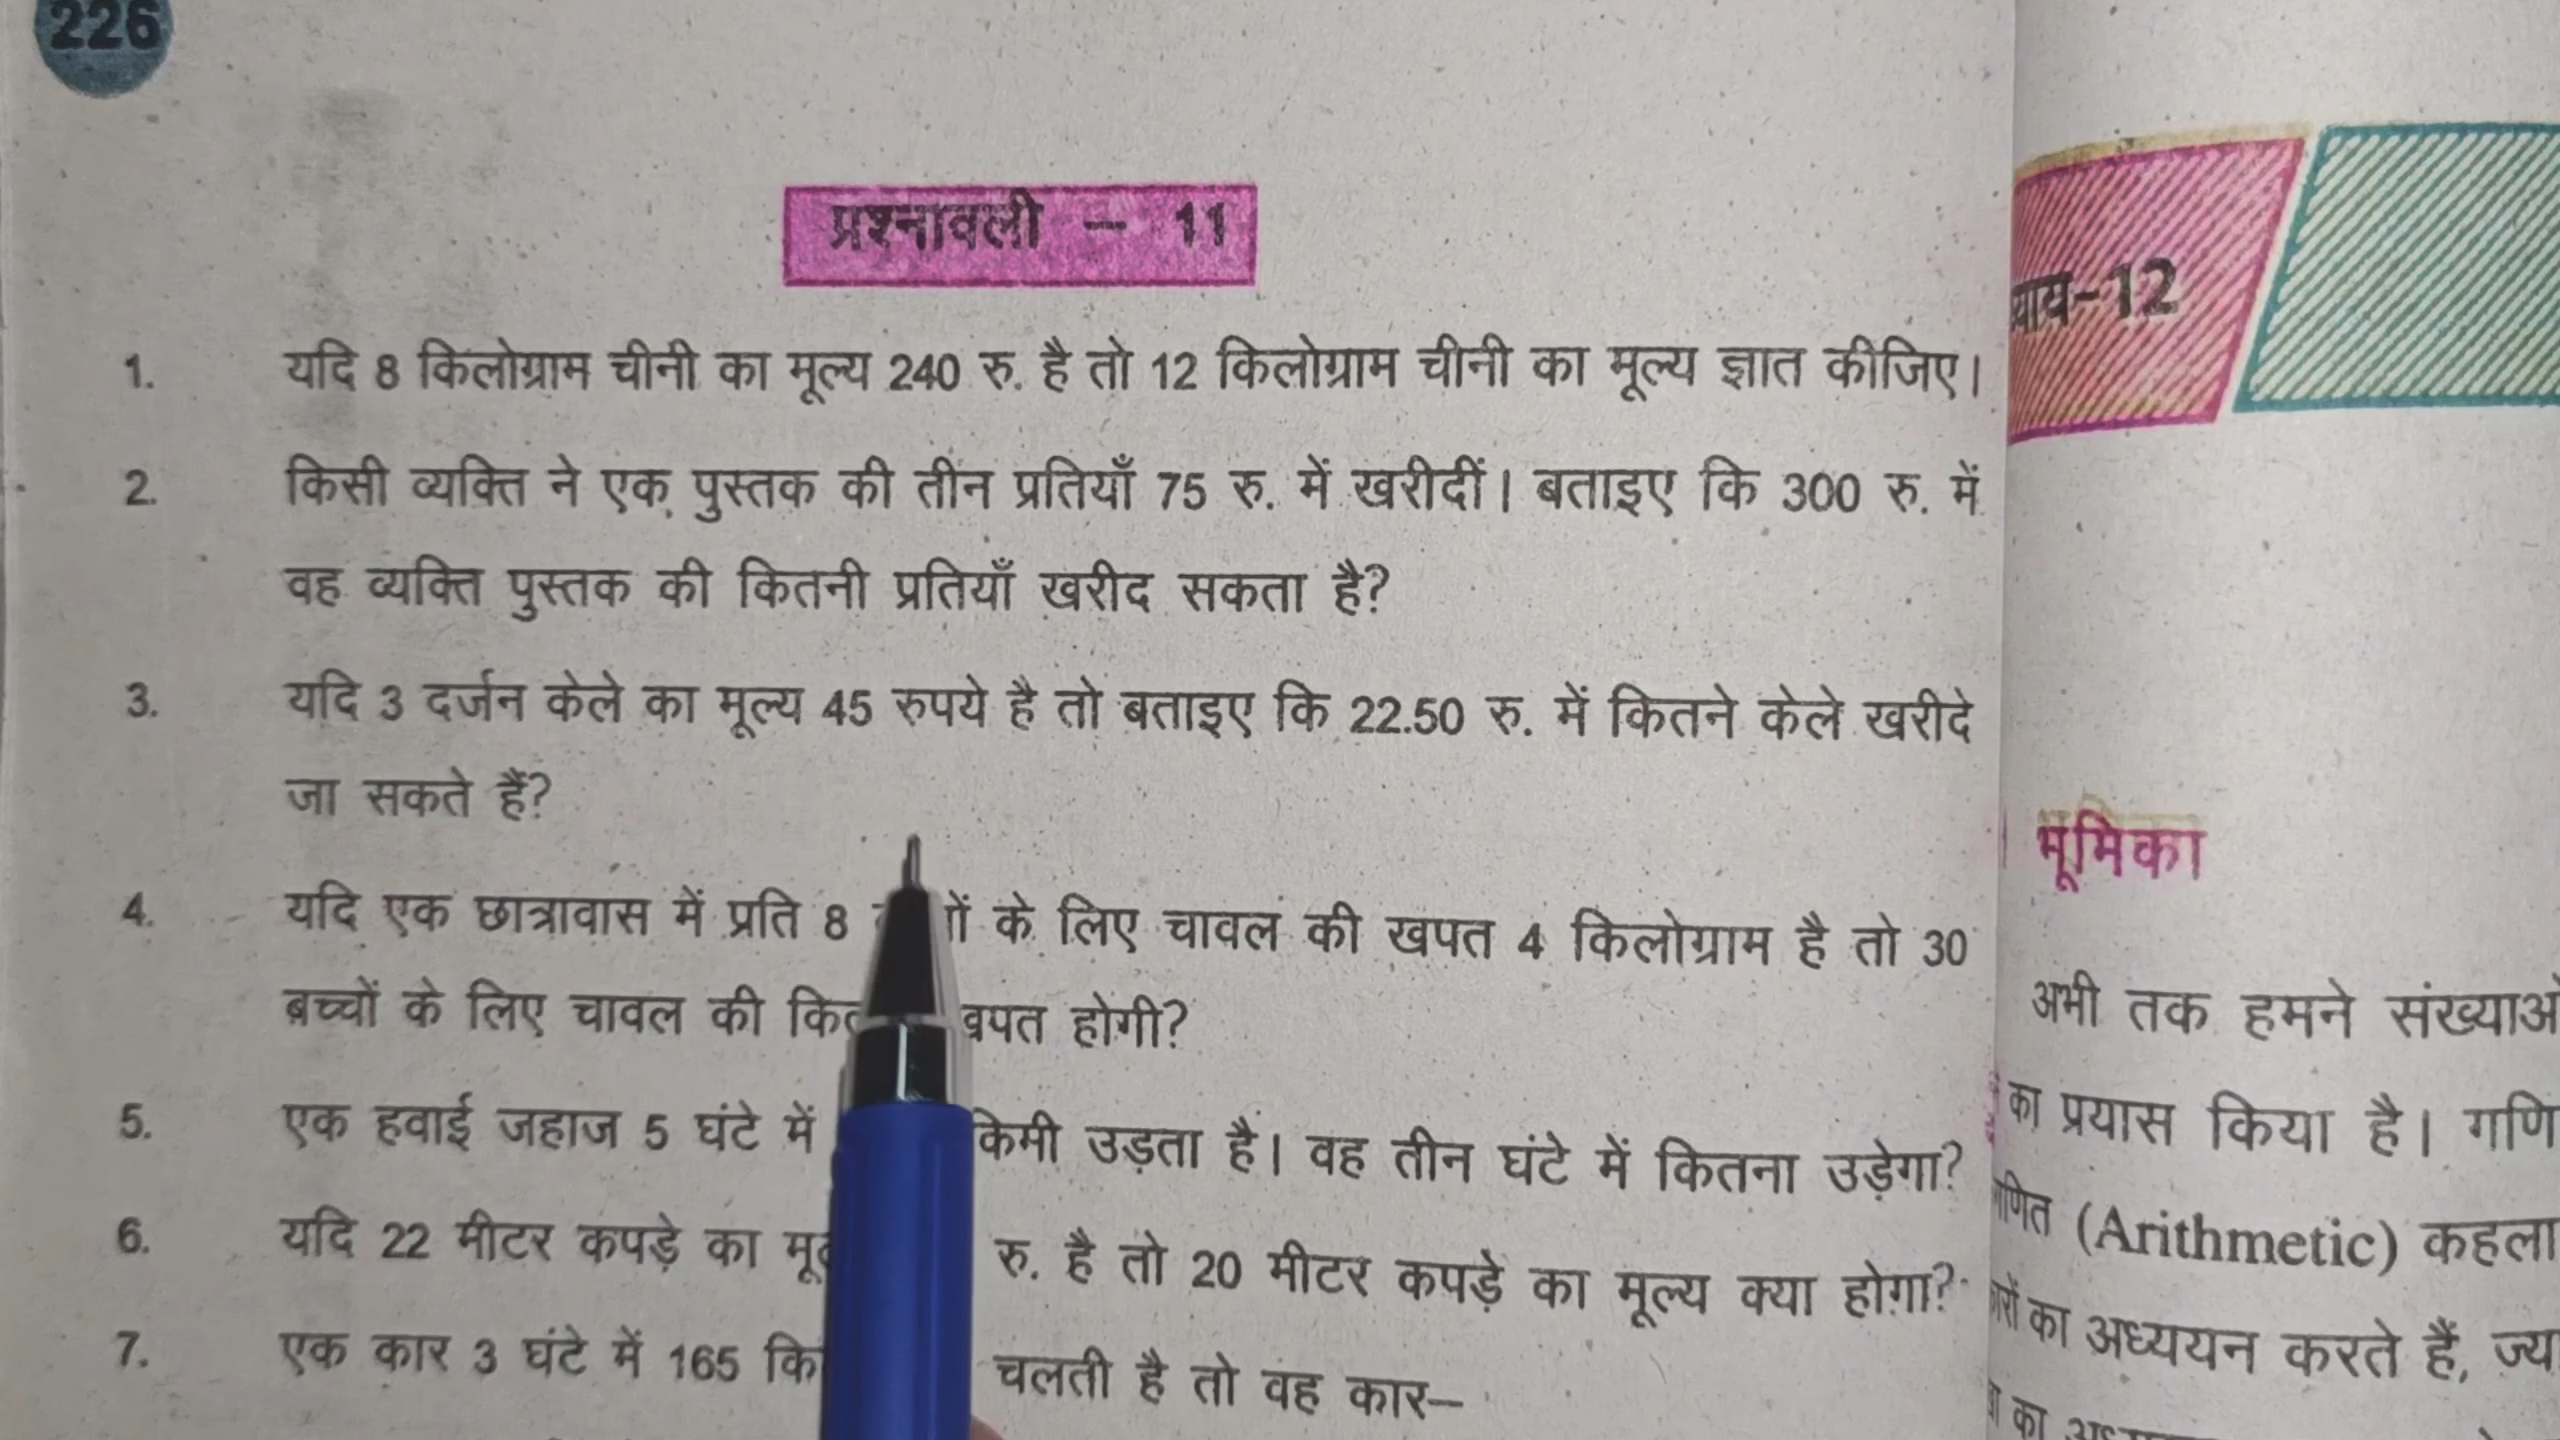 226
प्रश्नावली – 11
1. यदि 8 किलोग्राम चीनी का मूल्य 240 रु. है तो 12 किलोग्राम चीनी का मूल्य ज्ञात कीजिए।
2. किसी व्यक्ति ने एक पुस्तक की तीन प्रतियाँ 75 रु. में खरीदीं। बताइए कि 300 रु. में
वह व्यक्ति पुस्तक की कितनी प्रतियाँ खरीद सकता है?
3. यदि 3 दर्जन केले का मूल्य 45 रुपये है तो बताइए कि 22.50 रु. में कितने केले खरीदे
जा सकते हैं?
4. यदि एक छात्रावास में प्रति 8 के लिए चावल की खपत 4 किलोग्राम है तो 30
बच्चों के लिए चावल की होगी?
5. एक हवाई जहाज 5 घंटे में किमी उड़ता है। वह तीन घंटे में कितना उड़ेगा?
6. यदि 22 मीटर कपड़े का रु. है तो 20 मीटर कपड़े का मूल्य क्या होगा?
7. एक कार 3 घंटे में 165 चलती है तो वह कार–
–12
भूमिका
अभी तक हमने
का प्रयास किया है।
(Arithmetic)
का अध्ययन करते हैं,
का